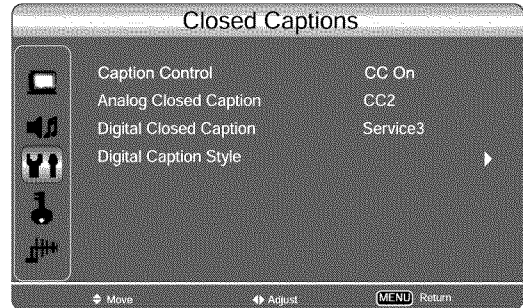 Closed Captions
Caption Control CC On
Analog Closed Caption CC2
Digital Closed Caption Service3
Digital Caption Style
Move Adjust MENU Return